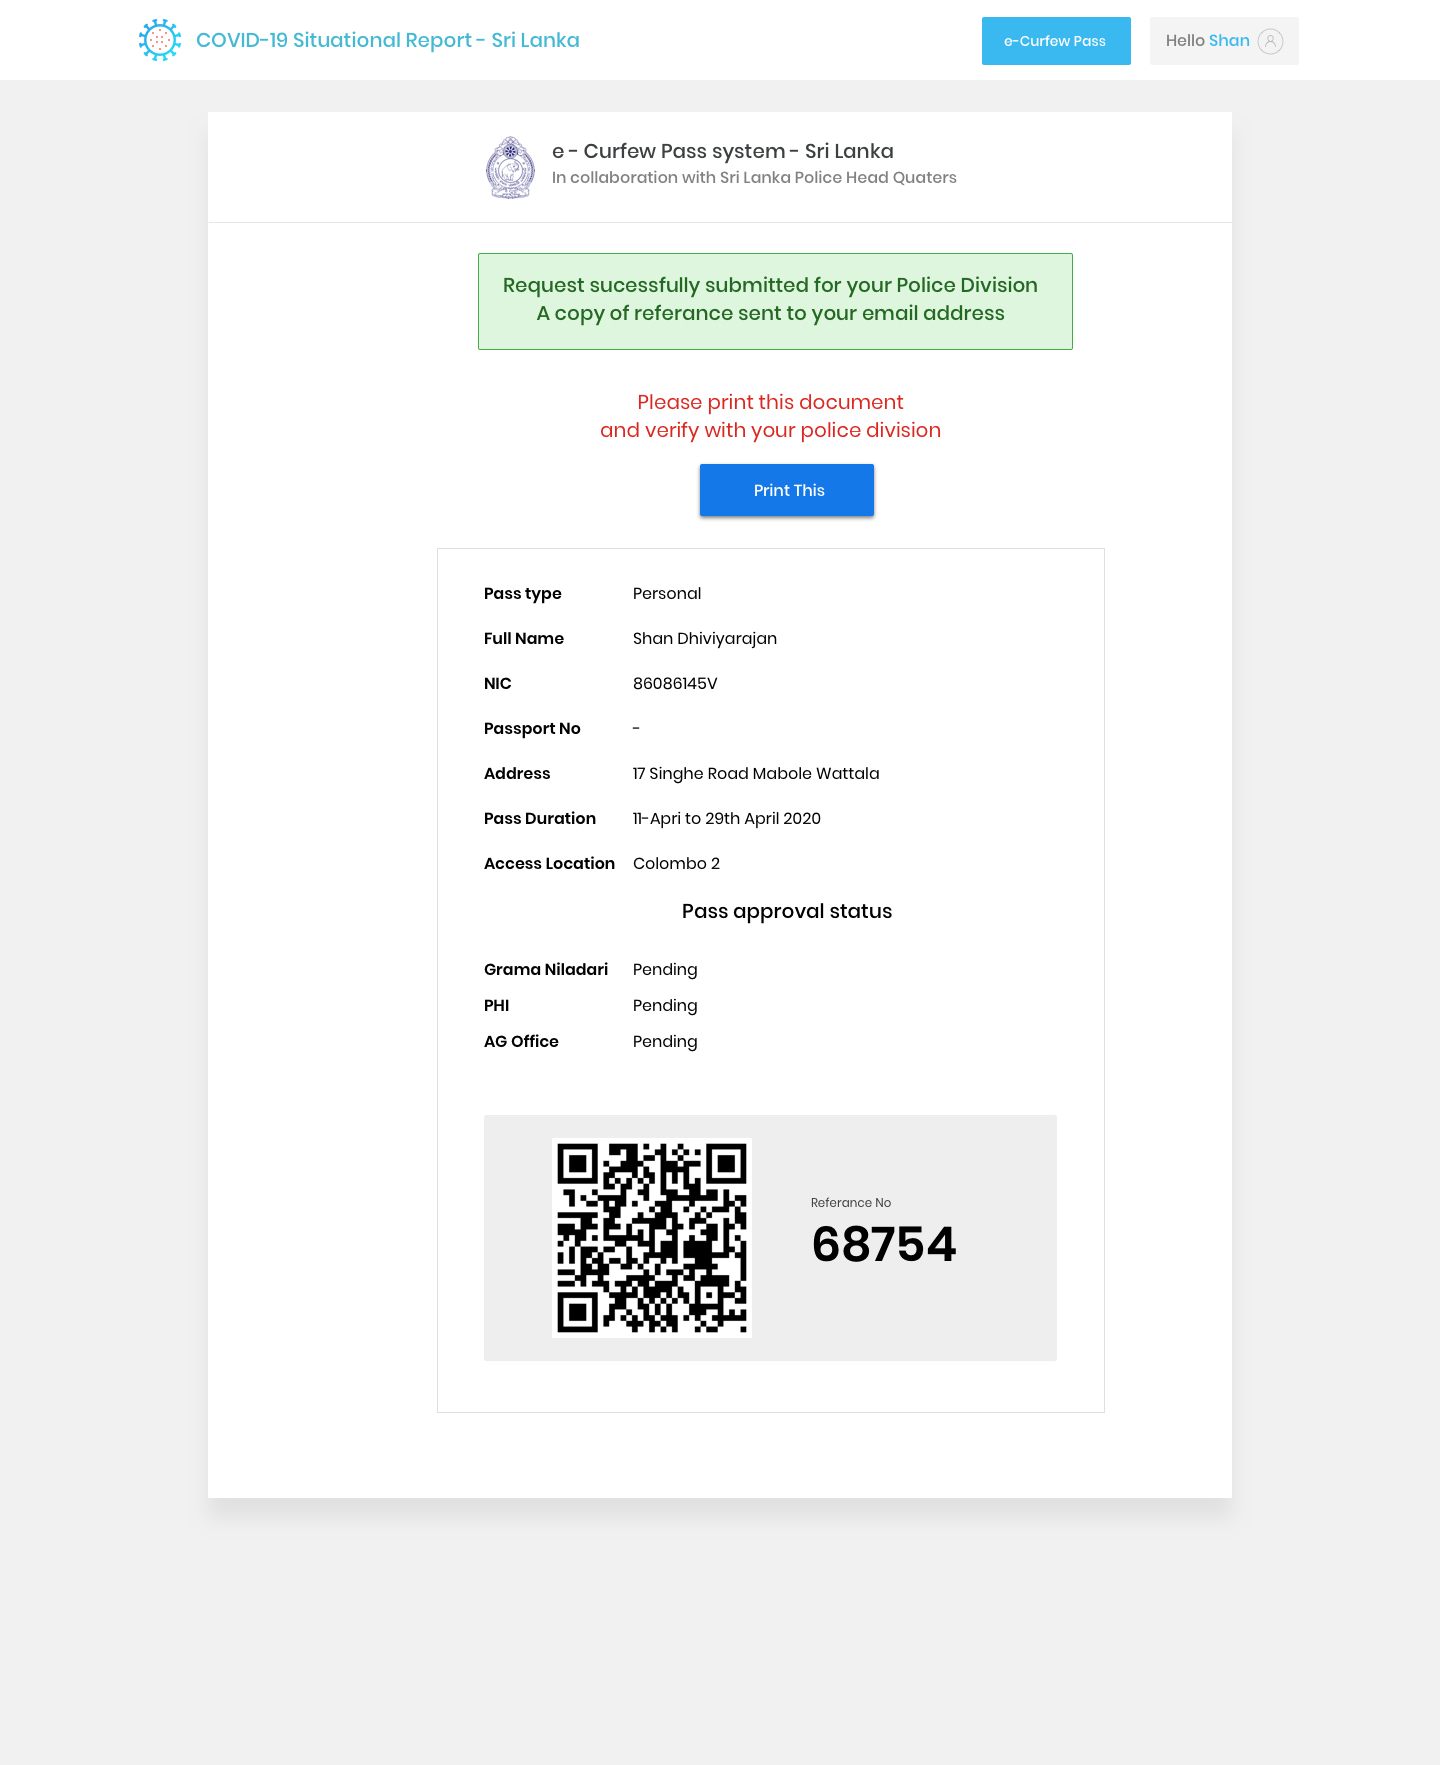 COVID-19 Situational Report - Sri Lanka
e-Curfew Pass
Hello Shan
e - Curfew Pass system - Sri Lanka
In collaboration with Sri Lanka Police Head Quaters
Request sucessfully submitted for your Police Division
A copy of referance sent to your email address
Please print this document
and verify with your police division
Print This
Pass type Personal
Full Name Shan Dhiviyarajan
NIC 86086145V
Passport No -
Address 17 Singhe Road Mabole Wattala
Pass Duration 11-Apri to 29th April 2020
Access Location Colombo 2
Pass approval status
Grama Niladari Pending
PHI Pending
AG Office Pending
Referance No
68754